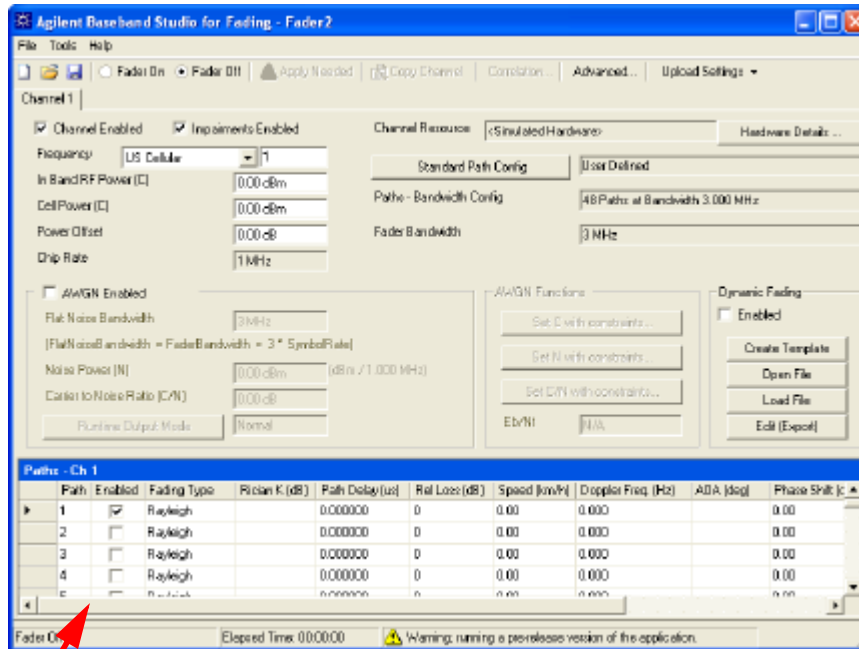 Agilent Baseband Studio for Fading - Fader2
File Tools Help
Fader On Fader Off Apply Needed Copy Channel Correlation... Advanced... Upload Settings
Channel 1
Channel Enabled Impairments Enabled Channel Resource <Simulated Hardware> Hardware Details ...
Frequency US Cellular 1 Standard Path Config User Defined
In Band RF Power (C) 0.00 dBm
Paths - Bandwidth Config 48 Paths at Bandwidth 3.000 MHz
Cell Power (C) 0.00 dBm
Power Offset 0.00 dB Fader Bandwidth 3 MHz
Chip Rate 1 MHz
AWGN Enabled AWGN Functions Dynamic Fading
Flat Noise Bandwidth 3 MHz Set C with constraints... Enabled
(FlatNoiseBandwidth = FaderBandwidth = 3 * SymbolRate) Create Template
Noise Power (N) 0.00 dBm (dBm / 1.000 MHz) Set N with constraints... Open File
Carrier to Noise Ratio (C/N) 0.00 dB Set C/N with constraints... Load File
Runtime Output Mode Normal Eb/Nt N/A Edit (Export)
Paths - Ch 1
Path Enabled Fading Type Rician K (dB) Path Delay (us) Rel Loss (dB) Speed (km/h) Doppler Freq. (Hz) AOA (deg) Phase Shift
1 Rayleigh 0.000000 0 0.00 0.000 0.00
2 Rayleigh 0.000000 0 0.00 0.000 0.00
3 Rayleigh 0.000000 0 0.00 0.000 0.00
4 Rayleigh 0.000000 0 0.00 0.000 0.00
Fader Elapsed Time: 00:00:00 Warning: running a pre-release version of the application.